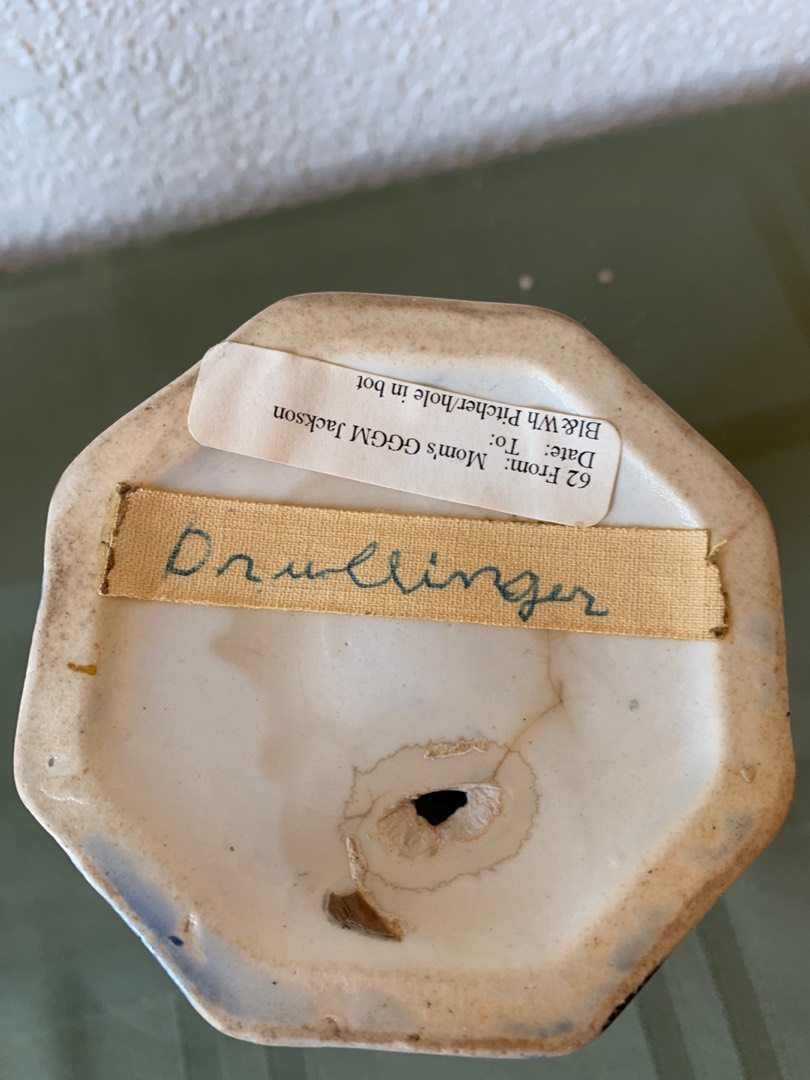 62 From: Mom's GGGM Jackson
Date: To:
Bl&Wh Pitcher/hole in bot
Drullinger